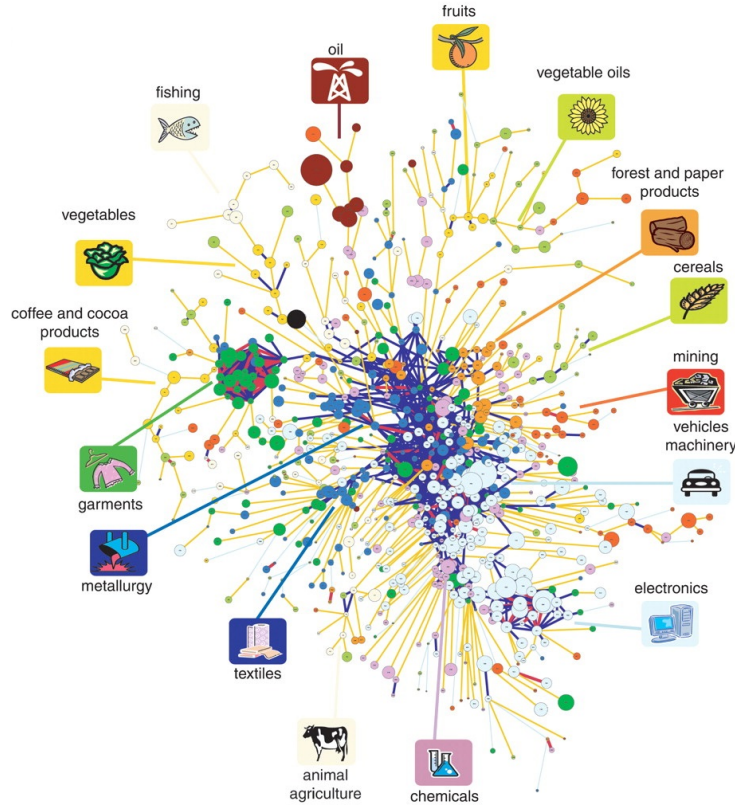 fruits
oil
vegetable oils
fishing
forest and paper
products
vegetables
cereals
coffee and cocoa
products
mining
vehicles
machinery
garments
metallurgy
electronics
textiles
animal
agriculture
chemicals